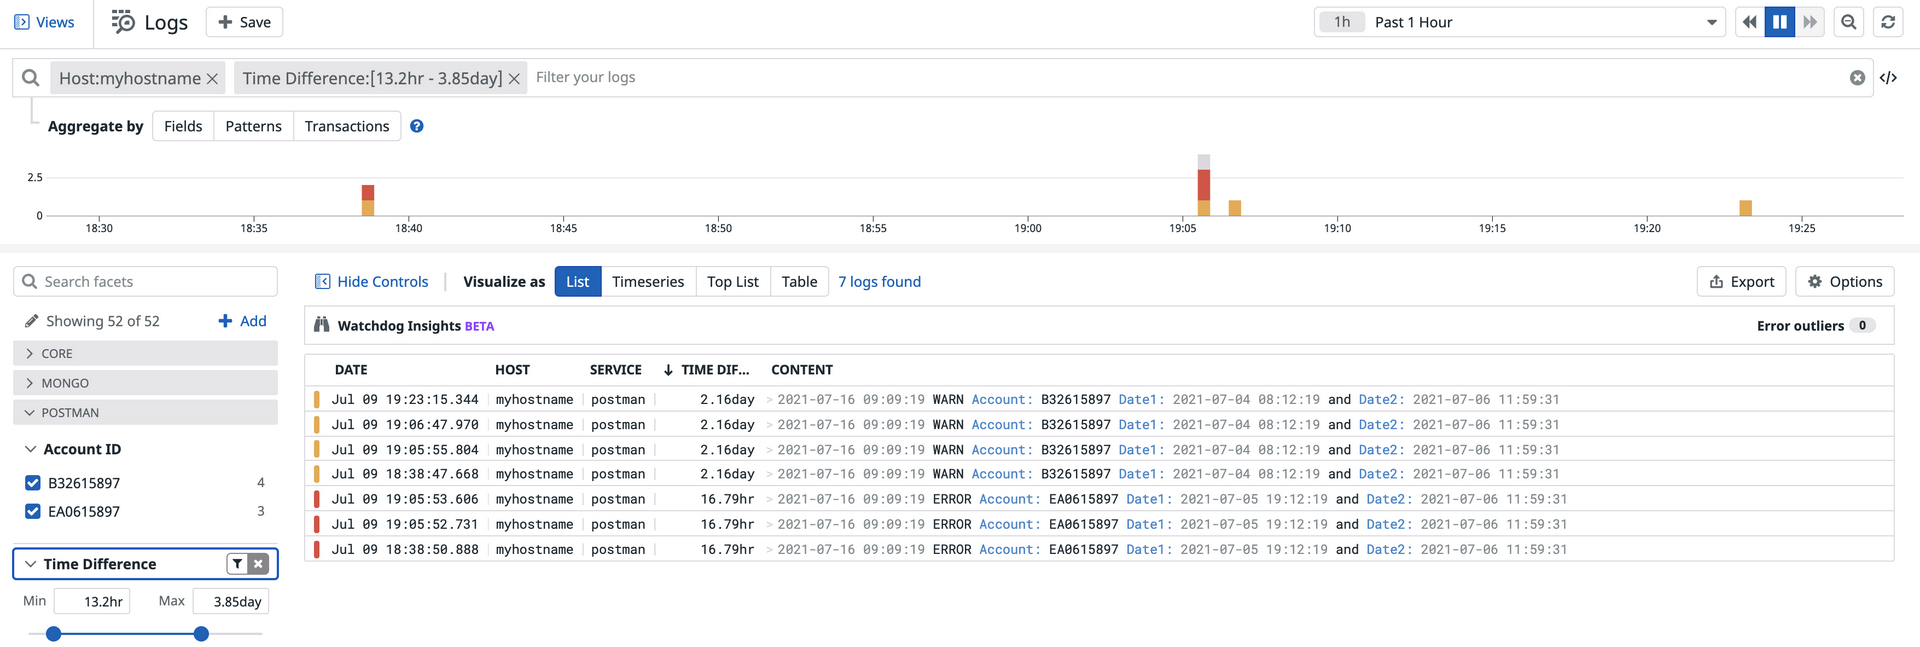 Views Logs + Save 1h Past 1 Hour
Host:myhostname × Time Difference:[13.2hr - 3.85day] × Filter your logs </>
Aggregate by Fields Patterns Transactions ?
2.5
0
18:30 18:35 18:40 18:45 18:50 18:55 19:00 19:05 19:10 19:15 19:20 19:25
Search facets
Showing 52 of 52 + Add
CORE
MONGO
POSTMAN
Account ID
B32615897 4
EA0615897 3
Time Difference
Min 13.2hr Max 3.85day
Hide Controls Visualize as List Timeseries Top List Table 7 logs found Export Options
Watchdog Insights BETA Error outliers 0
DATE HOST SERVICE ↓ TIME DIF... CONTENT
Jul 09 19:23:15.344 myhostname postman 2.16day > 2021-07-16 09:09:19 WARN Account: B32615897 Date1: 2021-07-04 08:12:19 and Date2: 2021-07-06 11:59:31
Jul 09 19:06:47.970 myhostname postman 2.16day > 2021-07-16 09:09:19 WARN Account: B32615897 Date1: 2021-07-04 08:12:19 and Date2: 2021-07-06 11:59:31
Jul 09 19:05:55.804 myhostname postman 2.16day > 2021-07-16 09:09:19 WARN Account: B32615897 Date1: 2021-07-04 08:12:19 and Date2: 2021-07-06 11:59:31
Jul 09 18:38:47.668 myhostname postman 2.16day > 2021-07-16 09:09:19 WARN Account: B32615897 Date1: 2021-07-04 08:12:19 and Date2: 2021-07-06 11:59:31
Jul 09 19:05:53.606 myhostname postman 16.79hr > 2021-07-16 09:09:19 ERROR Account: EA0615897 Date1: 2021-07-05 19:12:19 and Date2: 2021-07-06 11:59:31
Jul 09 19:05:52.731 myhostname postman 16.79hr > 2021-07-16 09:09:19 ERROR Account: EA0615897 Date1: 2021-07-05 19:12:19 and Date2: 2021-07-06 11:59:31
Jul 09 18:38:50.888 myhostname postman 16.79hr > 2021-07-16 09:09:19 ERROR Account: EA0615897 Date1: 2021-07-05 19:12:19 and Date2: 2021-07-06 11:59:31